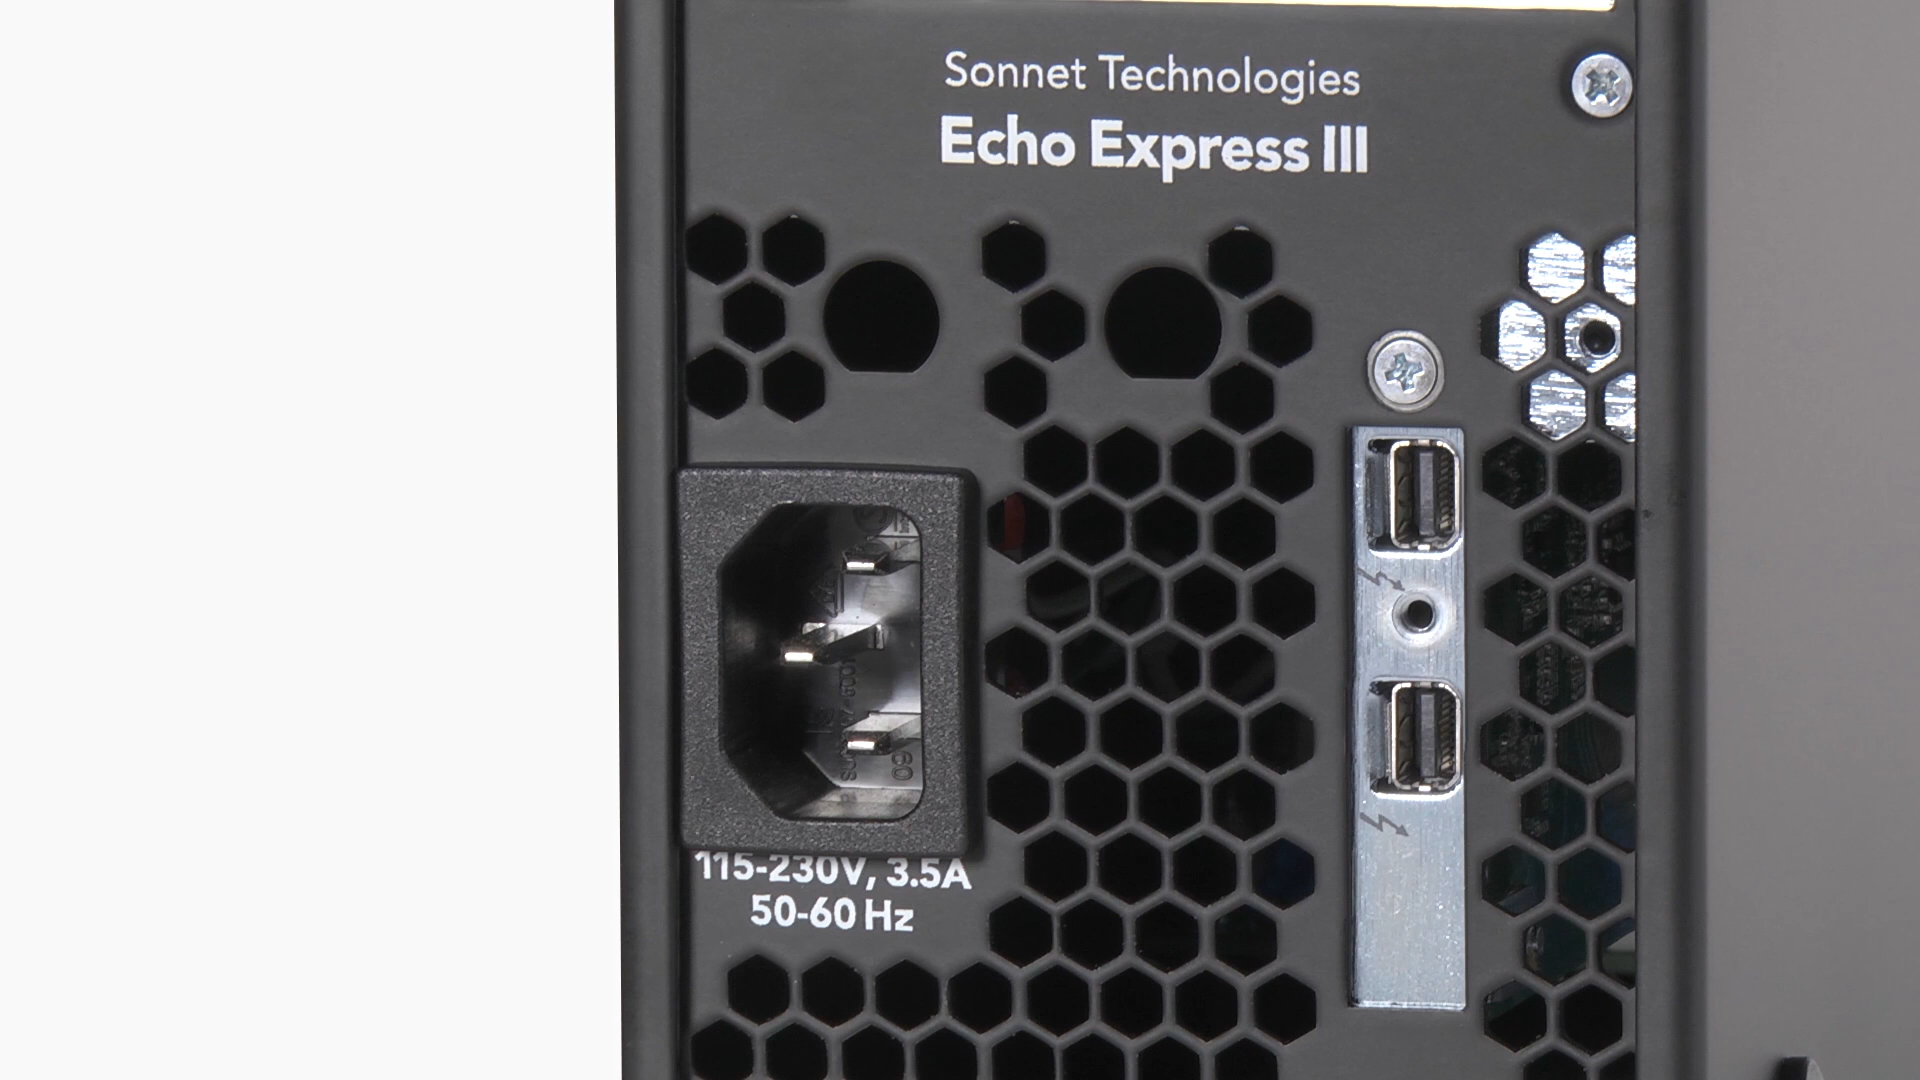 Sonnet Technologies
Echo Express III
115-230V, 3.5A
50-60 Hz